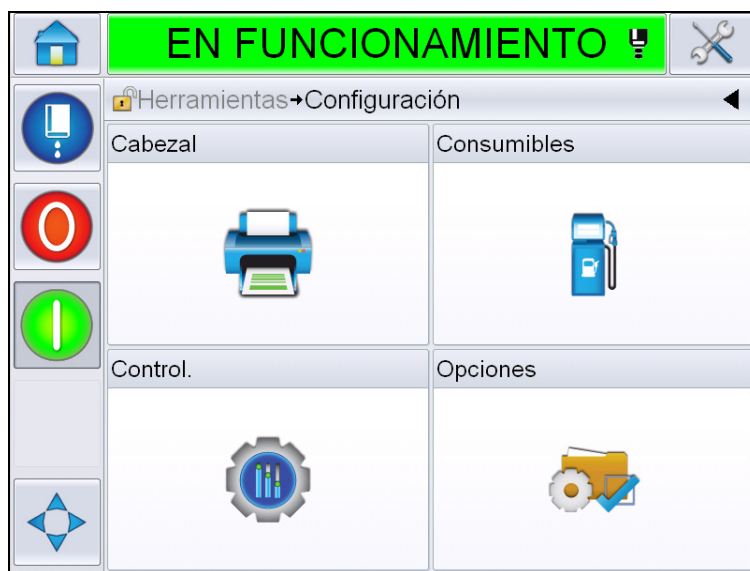 EN FUNCIONAMIENTO
Herramientas→Configuración
Cabezal
Consumibles
Control.
Opciones